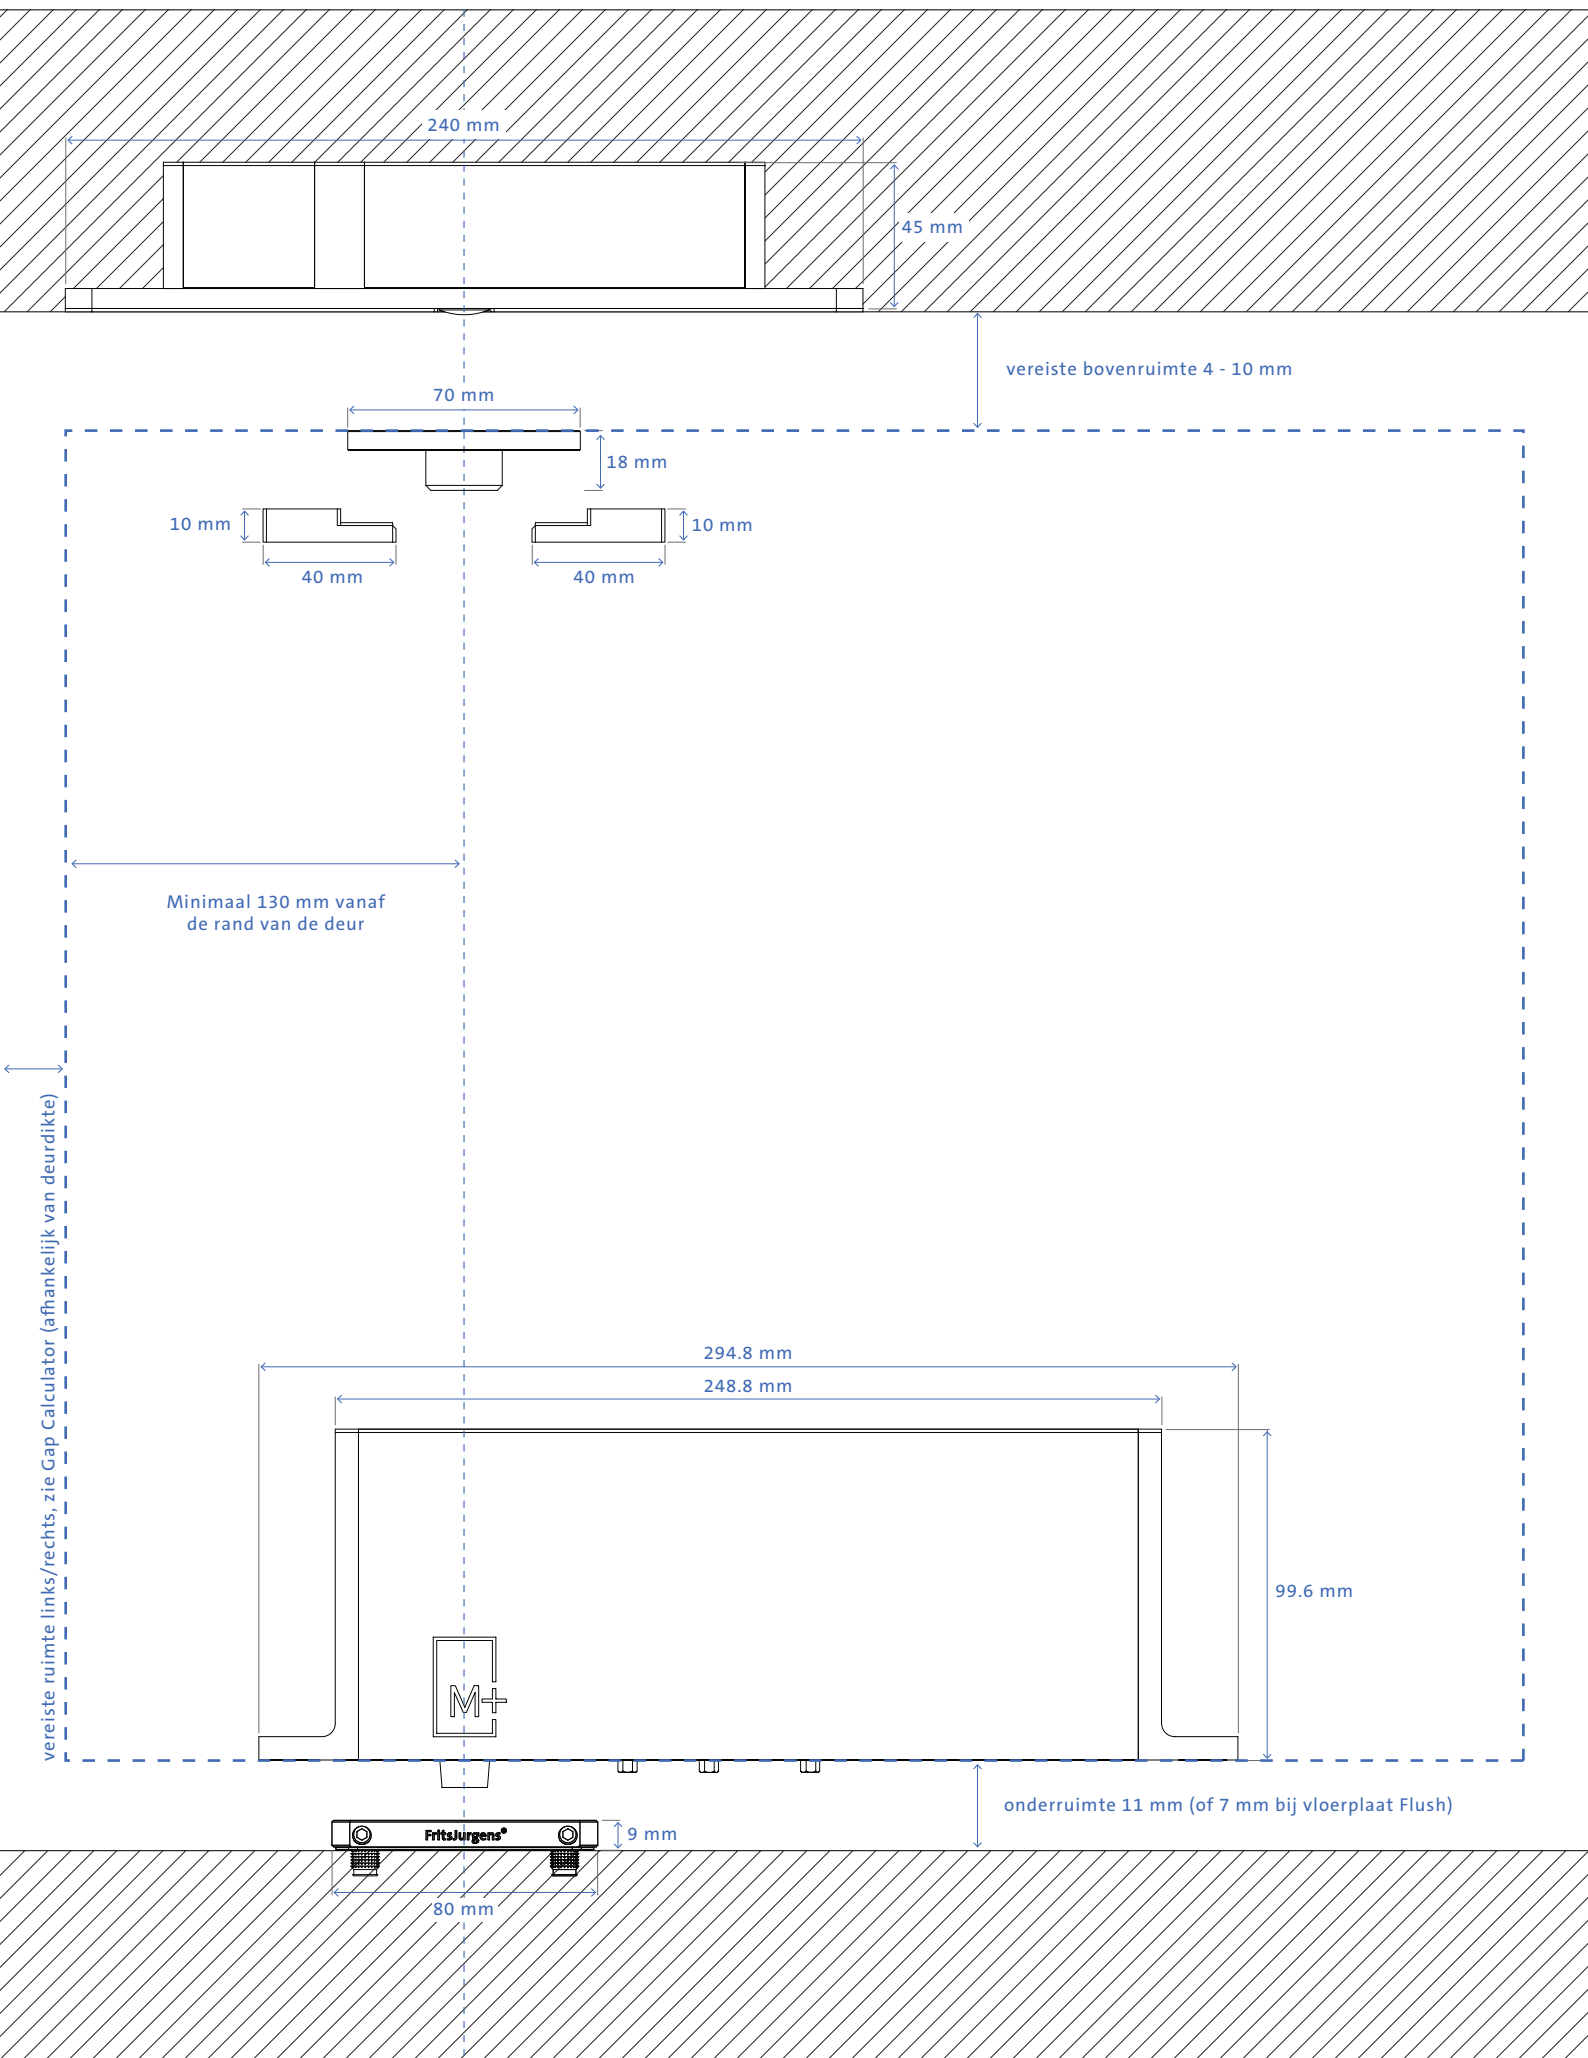 240 mm
45 mm
vereiste bovenruimte 4 - 10 mm
70 mm
18 mm
10 mm
10 mm
40 mm
40 mm
Minimaal 130 mm vanaf
de rand van de deur
vereiste ruimte links/rechts, zie Gap Calculator (afhankelijk van deurdikte)
294.8 mm
248.8 mm
99.6 mm
M+
onderruimte 11 mm (of 7 mm bij vloerplaat Flush)
FritsJurgens®
9 mm
80 mm